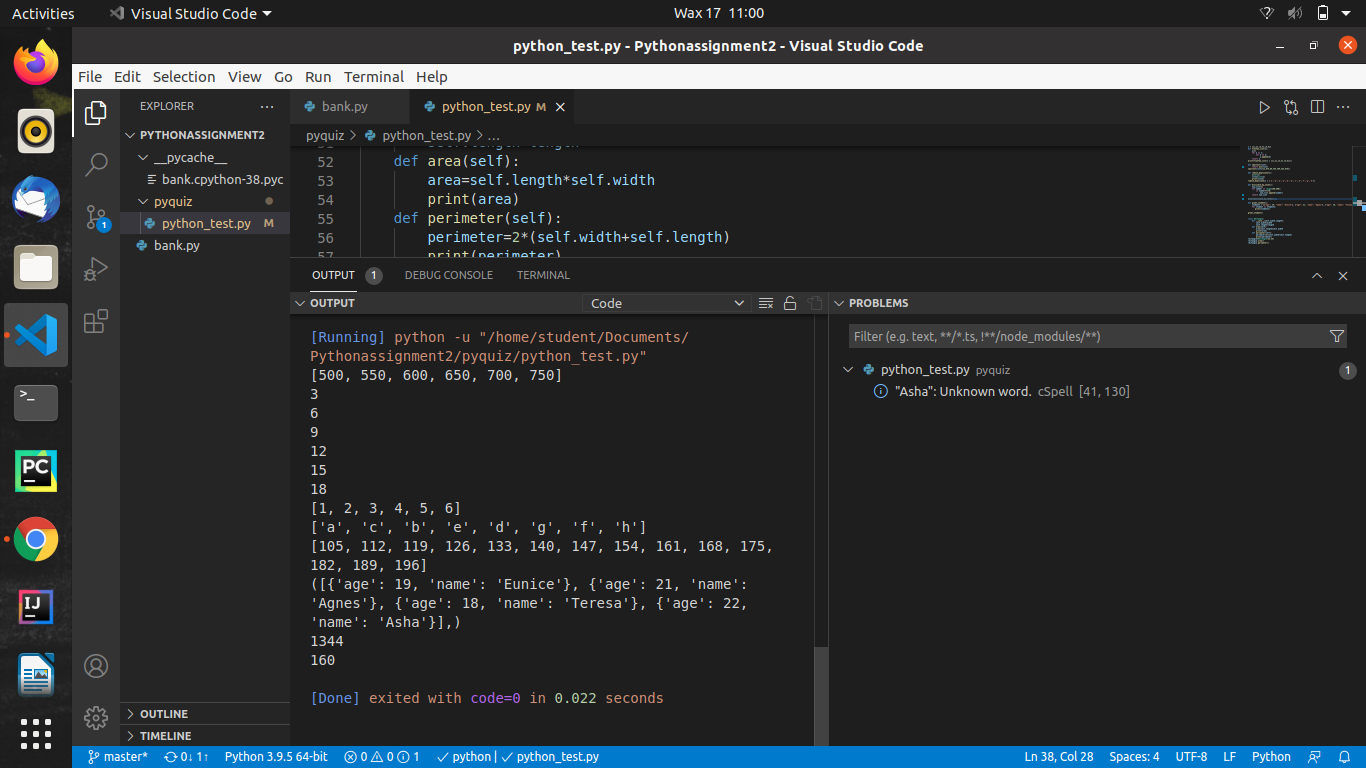 Activities
Visual Studio Code
Wax 17 11:00
python_test.py - Pythonassignment2 - Visual Studio Code
File Edit Selection View Go Run Terminal Help
EXPLORER
PYTHONASSIGNMENT2
__pycache__
bank.cpython-38.pyc
pyquiz
python_test.py M
bank.py
OUTLINE
TIMELINE
bank.py
python_test.py M
pyquiz > python_test.py > ...
52 def area(self):
53 area=self.length*self.width
54 print(area)
55 def perimeter(self):
56 perimeter=2*(self.width+self.length)
57 print(perimeter)
OUTPUT 1 DEBUG CONSOLE TERMINAL
OUTPUT
Code
[Running] python -u "/home/student/Documents/
Pythonassignment2/pyquiz/python_test.py"
[500, 550, 600, 650, 700, 750]
3
6
9
12
15
18
[1, 2, 3, 4, 5, 6]
['a', 'c', 'b', 'e', 'd', 'g', 'f', 'h']
[105, 112, 119, 126, 133, 140, 147, 154, 161, 168, 175,
182, 189, 196]
([{'age': 19, 'name': 'Eunice'}, {'age': 21, 'name':
'Agnes'}, {'age': 18, 'name': 'Teresa'}, {'age': 22,
'name': 'Asha'}],)
1344
160
[Done] exited with code=0 in 0.022 seconds
PROBLEMS
Filter (e.g. text, **/*.ts, !**/node_modules/**)
python_test.py pyquiz 1
"Asha": Unknown word. cSpell [41, 130]
1
PC
IJ
master* 0↓ 1↑ Python 3.9.5 64-bit 0 0 1 python | python_test.py Ln 38, Col 28 Spaces: 4 UTF-8 LF Python